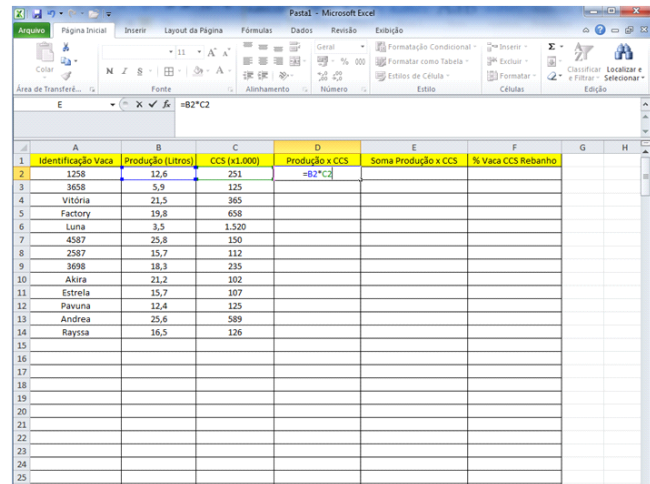 Pasta1 - Microsoft Excel
Arquivo Página Inicial Inserir Layout da Página Fórmulas Dados Revisão Exibição
Colar
N I S
11 A A
A
Geral
% 000
Formatação Condicional
Formatar como Tabela
Estilos de Célula
Inserir
Excluir
Formatar
Σ
Classificar e Filtrar
Localizar e Selecionar
Área de Transferê... Fonte Alinhamento Número Estilo Células Edição
E fx =B2*C2
A B C D E F G H
1 Identificação Vaca Produção (Litros) CCS (x1.000) Produção x CCS Soma Produção x CCS % Vaca CCS Rebanho
2 1258 12,6 251 =B2*C2
3 3658 5,9 125
4 Vitória 21,5 365
5 Factory 19,8 658
6 Luna 3,5 1.520
7 4587 25,8 150
8 2587 15,7 112
9 3698 18,3 235
10 Akira 21,2 102
11 Estrela 15,7 107
12 Pavuna 12,4 125
13 Andrea 25,6 589
14 Rayssa 16,5 126
15
16
17
18
19
20
21
22
23
24
25